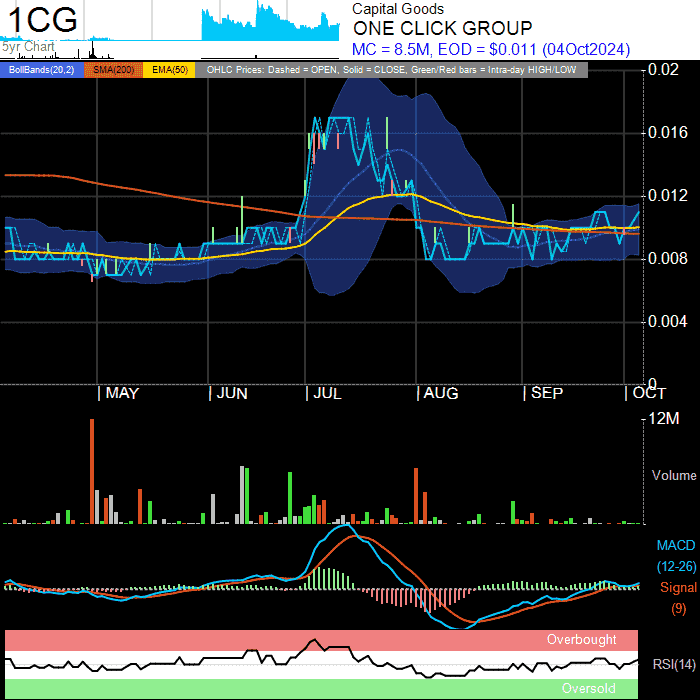 1CG
5yr Chart
Capital Goods
ONE CLICK GROUP
MC = 8.5M, EOD = $0.011 (04Oct2024)
BollBands(20,2) SMA(200) EMA(50) OHLC Prices: Dashed = OPEN, Solid = CLOSE, Green/Red bars = Intra-day HIGH/LOW
0.02
0.016
0.012
0.008
0.004
0
MAY JUN JUL AUG SEP OCT
12M
Volume
MACD
(12-26)
Signal
(9)
Overbought
RSI(14)
Oversold